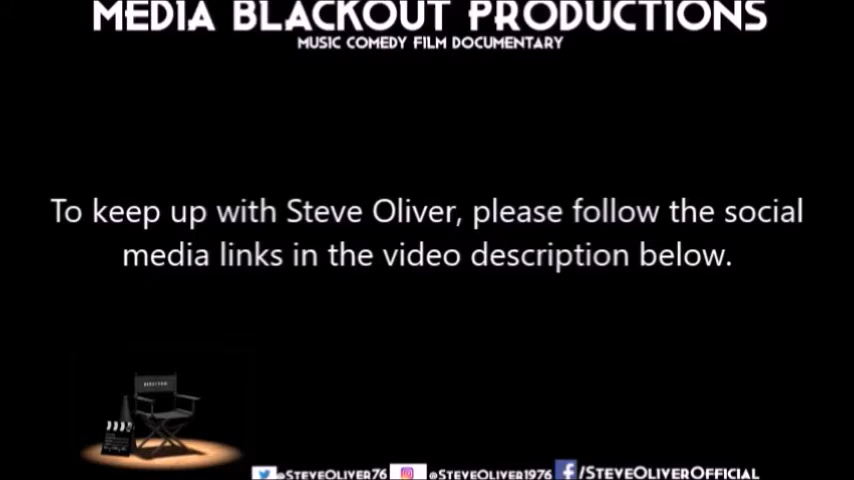 MEDIA BLACKOUT PRODUCTIONS
MUSIC COMEDY FILM DOCUMENTARY
To keep up with Steve Oliver, please follow the social
media links in the video description below.
DIRECTOR
@STEVEOLIVER76 @STEVEOLIVER1976 /STEVEOLIVEROFFICIAL